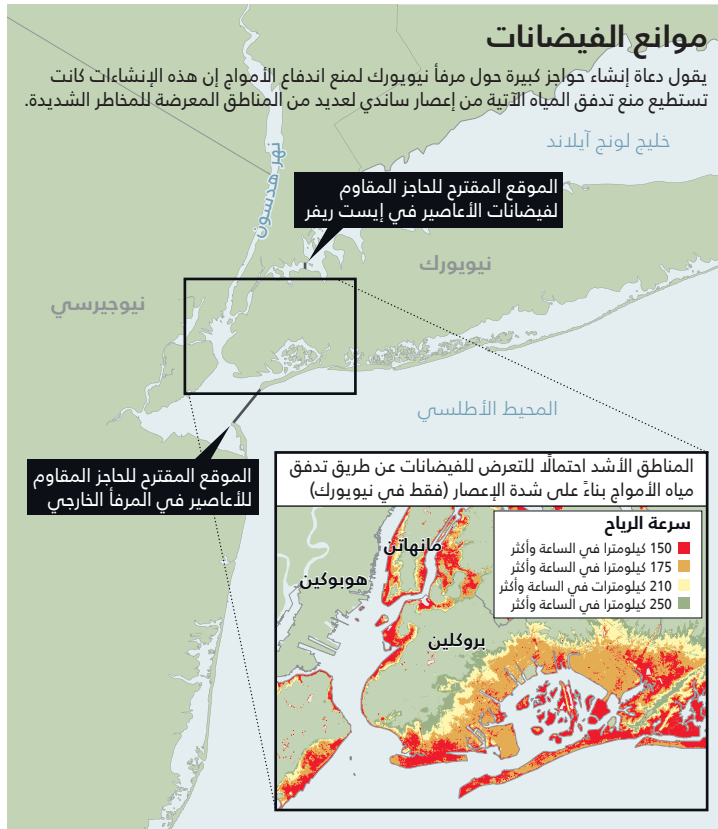 موانع الفيضانات
يقول دعاة إنشاء حواجز كبيرة حول مرفأ نيويورك لمنع اندفاع الأمواج إن هذه الإنشاءات كانت
تستطيع منع تدفق المياه الآتية من إعصار ساندي لعديد من المناطق المعرضة للمخاطر الشديدة.
خليج لونج آيلاند
نهر هدسون
الموقع المقترح للحاجز المقاوم
لفيضانات الأعاصير في إيست ريفر
نيويورك
نيوجيرسي
المحيط الأطلسي
الموقع المقترح للحاجز المقاوم
للأعاصير في المرفأ الخارجي
المناطق الأشد احتمالًا للتعرض للفيضانات عن طريق تدفق
مياه الأمواج بناءً على شدة الإعصار (فقط في نيويورك)
سرعة الرياح
150 كيلومترا في الساعة وأكثر
175 كيلومترا في الساعة وأكثر
210 كيلومترات في الساعة وأكثر
250 كيلومترا في الساعة وأكثر
مانهاتن
هوبوكين
بروكلين